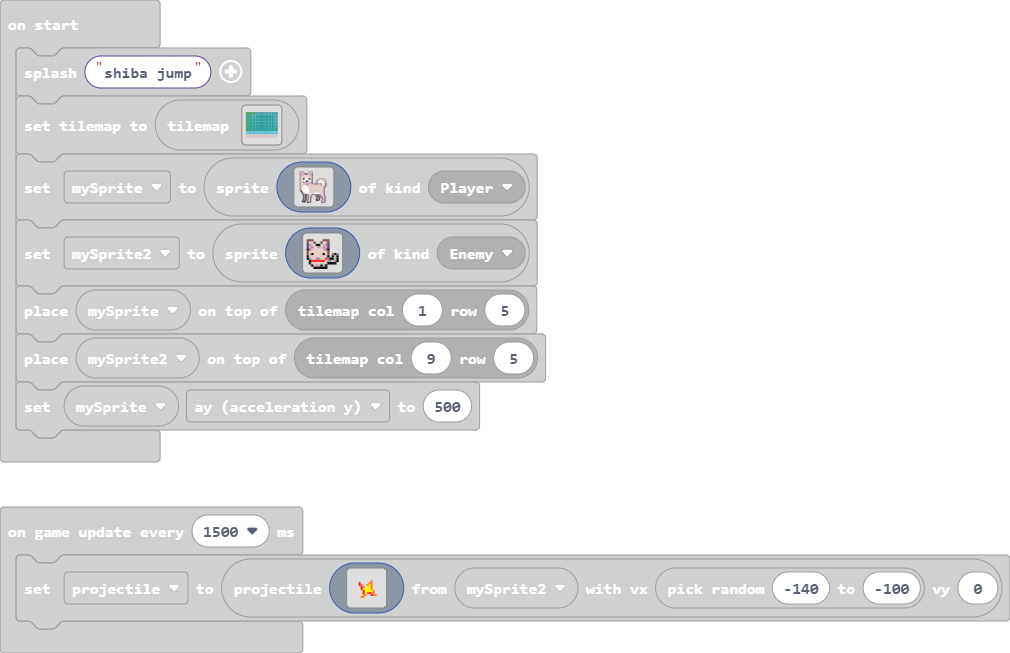 on start
splash "shiba jump"
set tilemap to tilemap
set mySprite to sprite of kind Player
set mySprite2 to sprite of kind Enemy
place mySprite on top of tilemap col 1 row 5
place mySprite2 on top of tilemap col 9 row 5
set mySprite ay (acceleration y) to 500
on game update every 1500 ms
set projectile to projectile from mySprite2 with vx pick random -140 to -100 vy 0